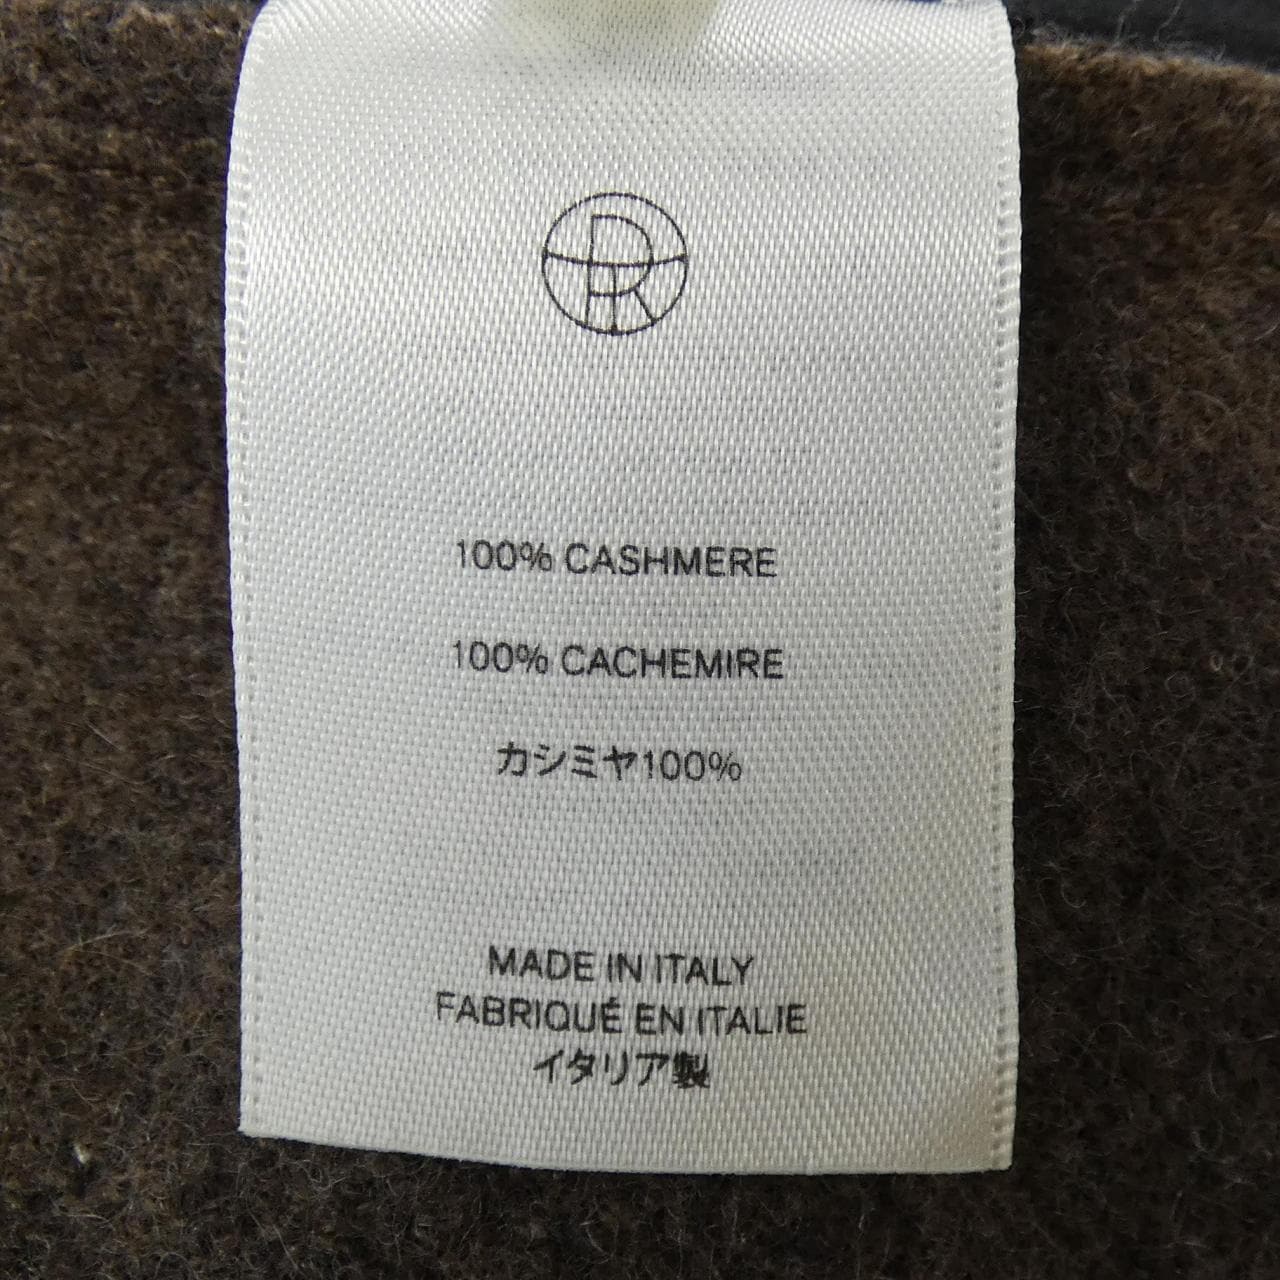 100% CASHMERE
100% CACHEMIRE
カシミヤ100%
MADE IN ITALY
FABRIQUÉ EN ITALIE
イタリア製